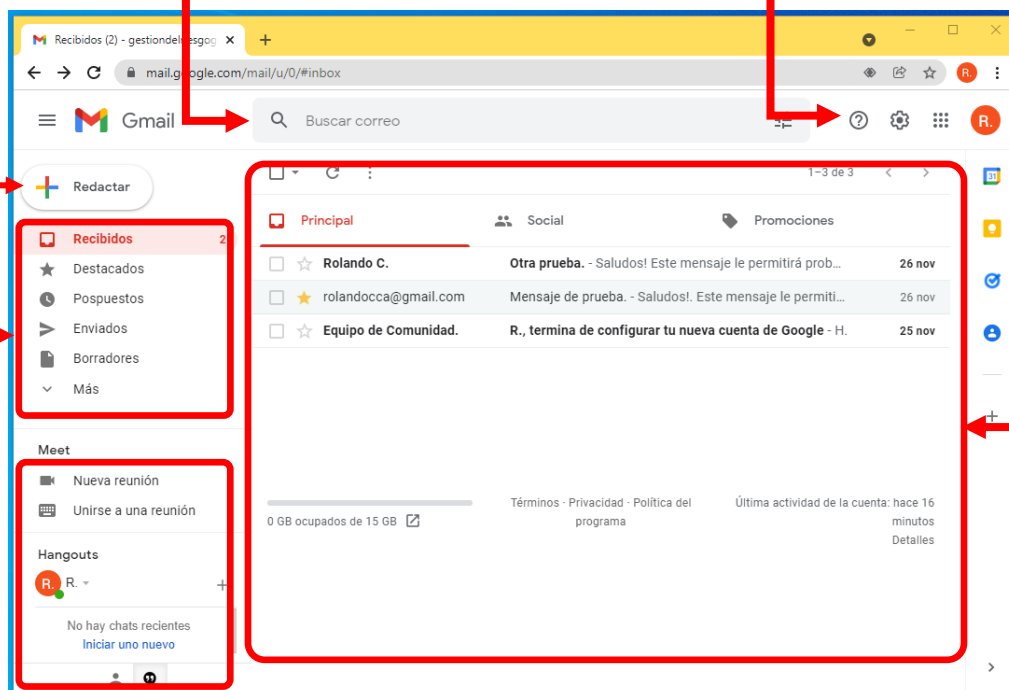 Recibidos (2) - gestiondel
esgog
mail.google.com/mail/u/0/#inbox
R.
Gmail
Buscar correo
R.
Redactar
1–3 de 3
31
Principal
Social
Promociones
Recibidos 2
Destacados
Pospuestos
Enviados
Borradores
Más
Rolando C. Otra prueba. - Saludos! Este mensaje le permitirá prob... 26 nov
rolandocca@gmail.com Mensaje de prueba. - Saludos!. Este mensaje le permiti... 26 nov
Equipo de Comunidad. R., termina de configurar tu nueva cuenta de Google - H. 25 nov
Meet
Nueva reunión
Unirse a una reunión
Hangouts
R. R.
No hay chats recientes
Iniciar uno nuevo
0 GB ocupados de 15 GB
Términos · Privacidad · Política del
programa
Última actividad de la cuenta: hace 16
minutos
Detalles